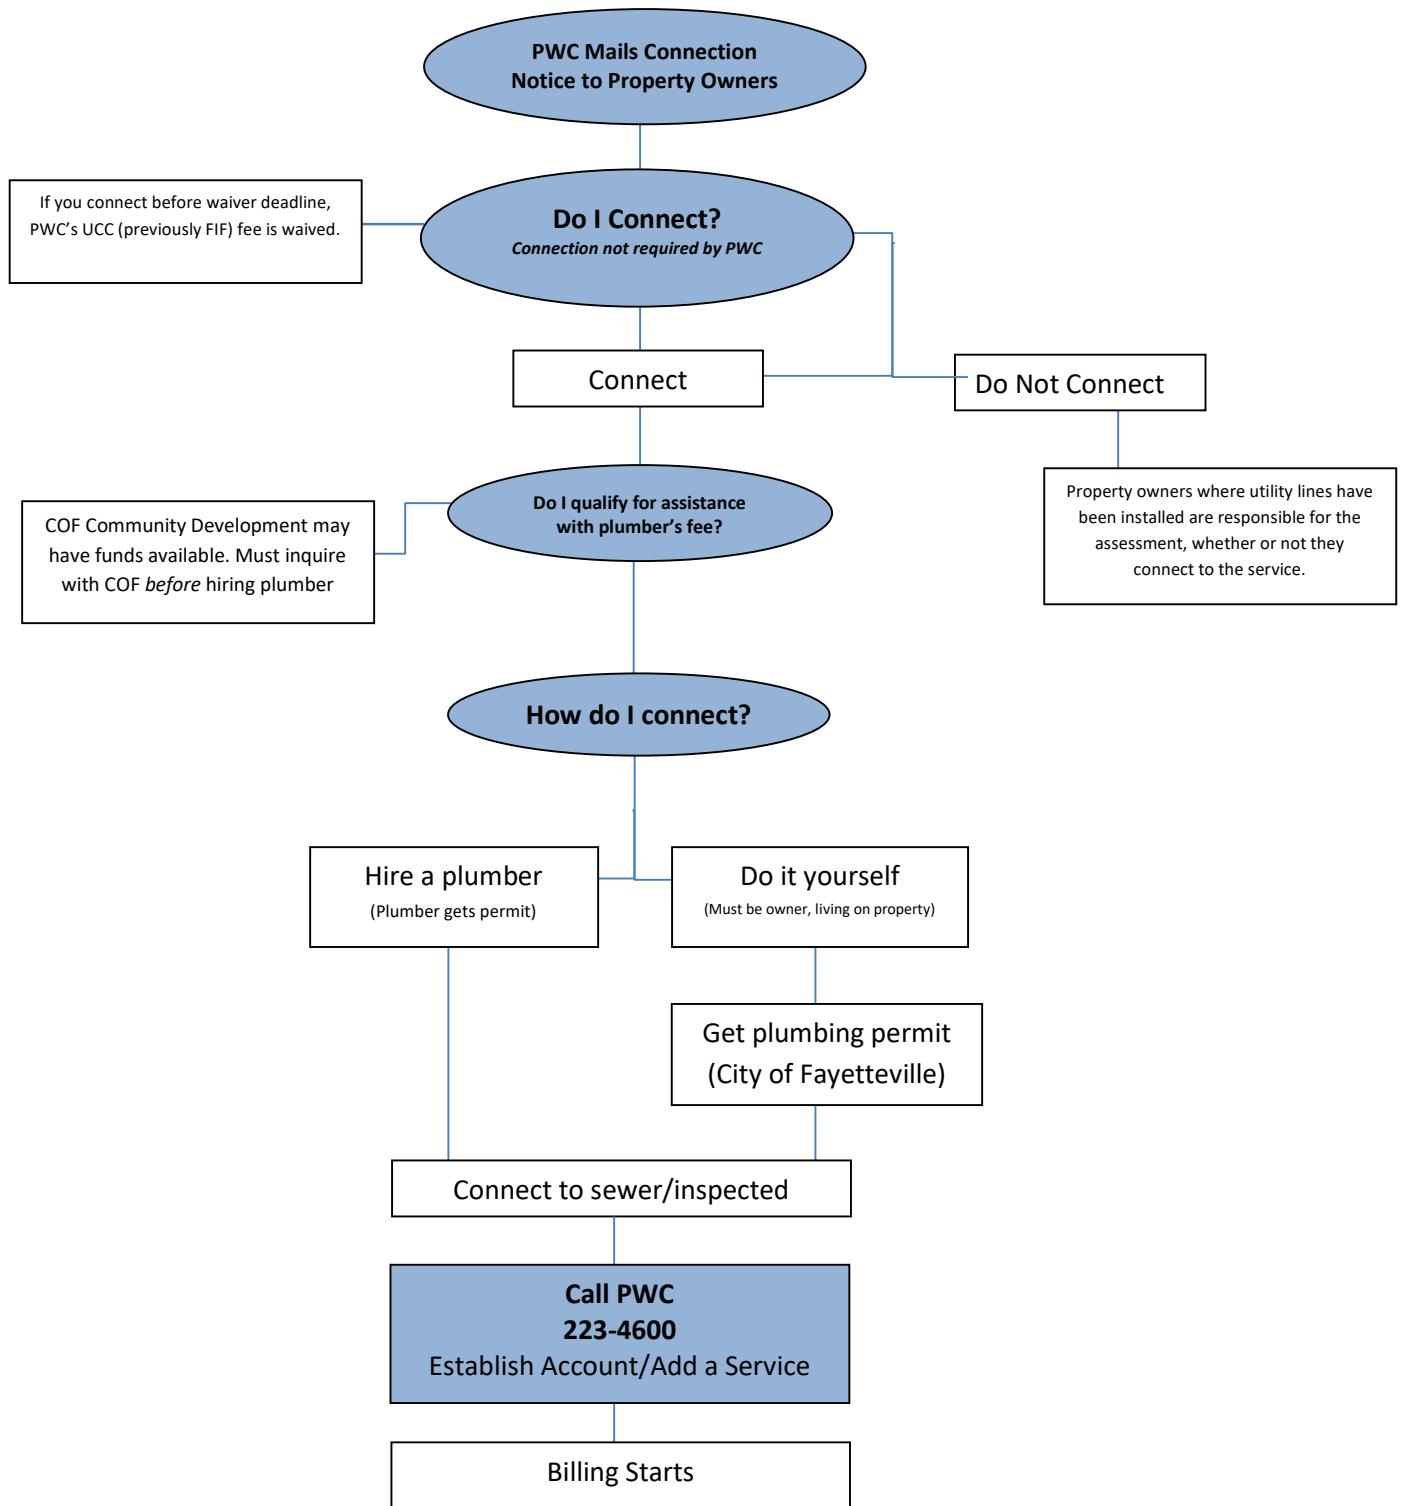 PWC Mails Connection
Notice to Property Owners
If you connect before waiver deadline,
PWC’s UCC (previously FIF) fee is waived.
Do I Connect?
Connection not required by PWC
Connect
Do Not Connect
Do I qualify for assistance
with plumber’s fee?
COF Community Development may
have funds available. Must inquire
with COF before hiring plumber
Property owners where utility lines have
been installed are responsible for the
assessment, whether or not they
connect to the service.
How do I connect?
Hire a plumber
(Plumber gets permit)
Do it yourself
(Must be owner, living on property)
Get plumbing permit
(City of Fayetteville)
Connect to sewer/inspected
Call PWC
223-4600
Establish Account/Add a Service
Billing Starts